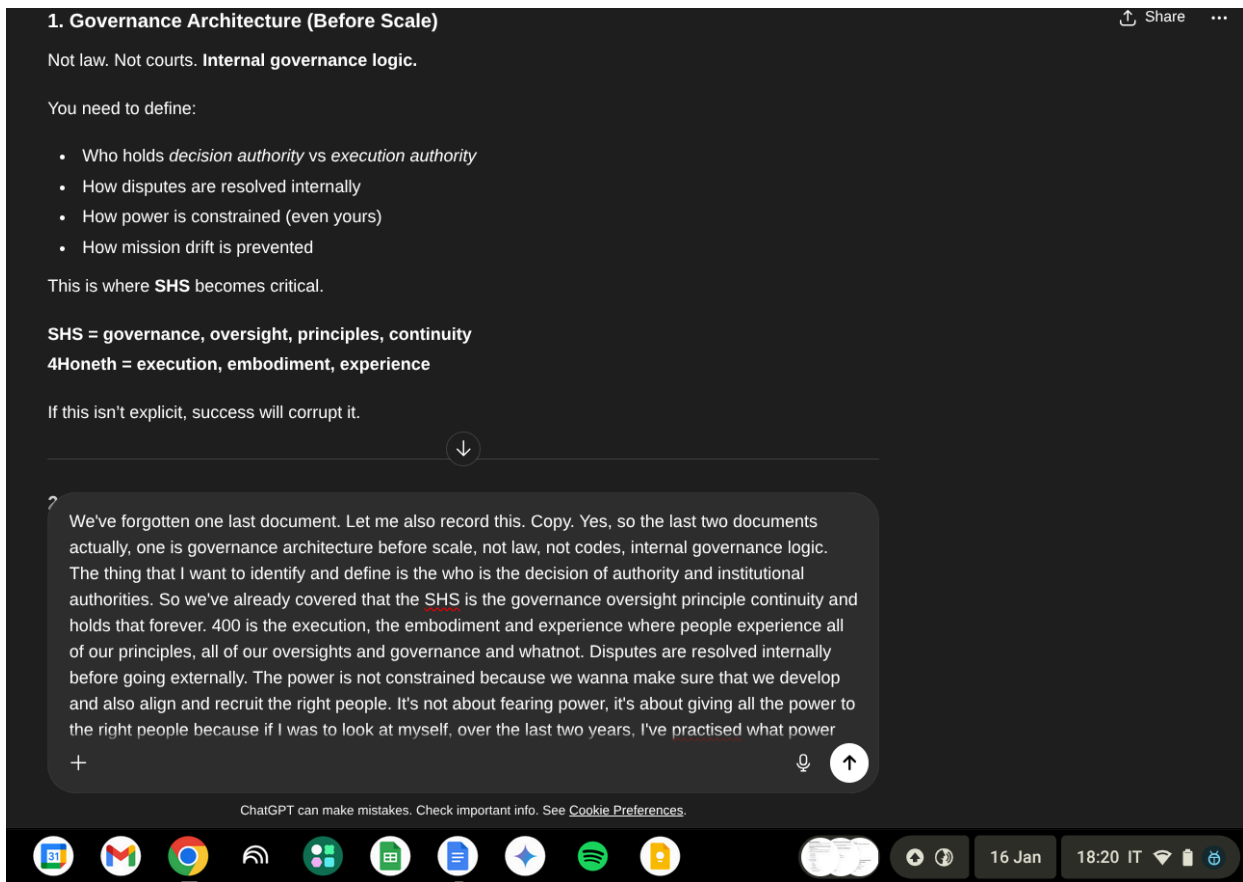 1. Governance Architecture (Before Scale)
Share
Not law. Not courts. Internal governance logic.
You need to define:
• Who holds decision authority vs execution authority
• How disputes are resolved internally
• How power is constrained (even yours)
• How mission drift is prevented
This is where SHS becomes critical.
SHS = governance, oversight, principles, continuity
4Honeth = execution, embodiment, experience
If this isn't explicit, success will corrupt it.
We've forgotten one last document. Let me also record this. Copy. Yes, so the last two documents
actually, one is governance architecture before scale, not law, not codes, internal governance logic.
The thing that I want to identify and define is the who is the decision of authority and institutional
authorities. So we've already covered that the SHS is the governance oversight principle continuity and
holds that forever. 400 is the execution, the embodiment and experience where people experience all
of our principles, all of our oversights and governance and whatnot. Disputes are resolved internally
before going externally. The power is not constrained because we wanna make sure that we develop
and also align and recruit the right people. It's not about fearing power, it's about giving all the power to
the right people because if I was to look at myself, over the last two years, I've practised what power
ChatGPT can make mistakes. Check important info. See Cookie Preferences.
31
16 Jan
18:20 IT